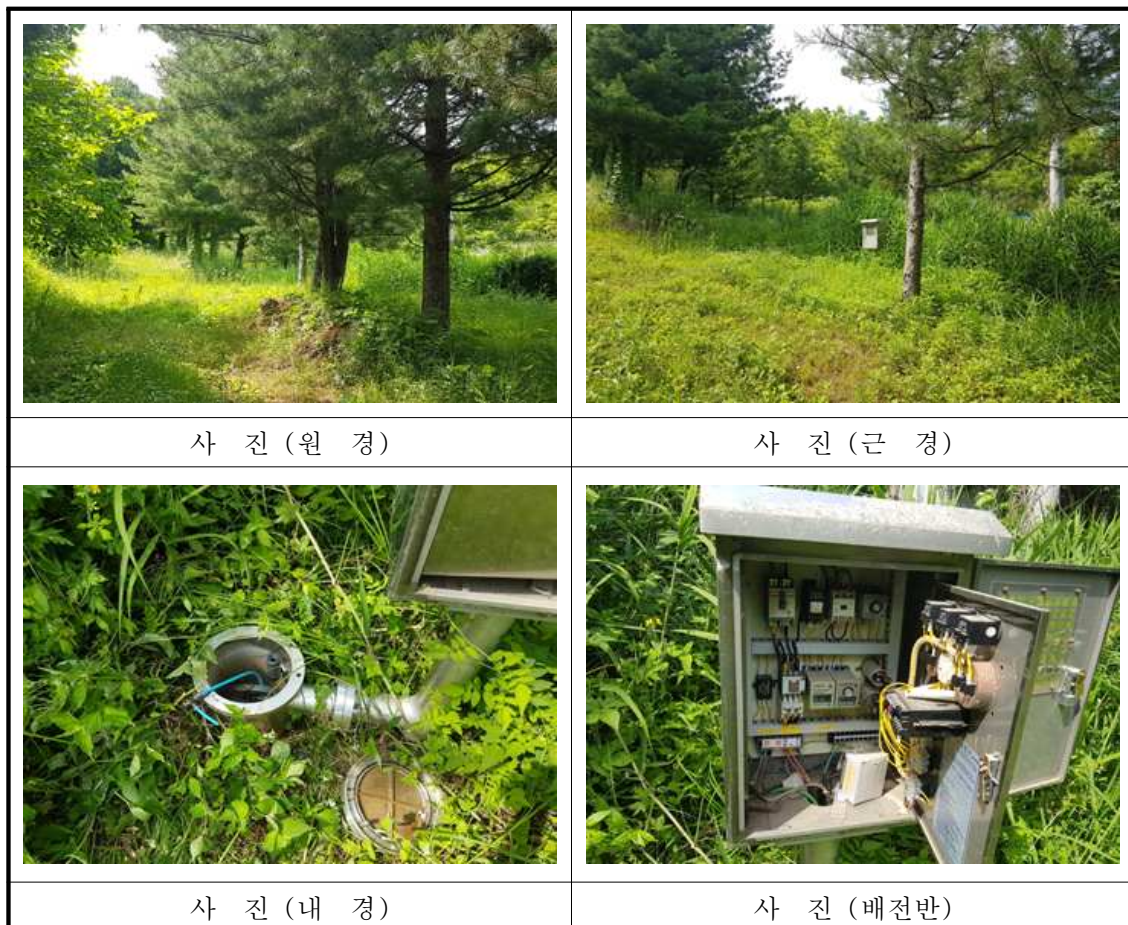 사 진 (원 경)
사 진 (근 경)
사 진 (내 경)
사 진 (배전반)